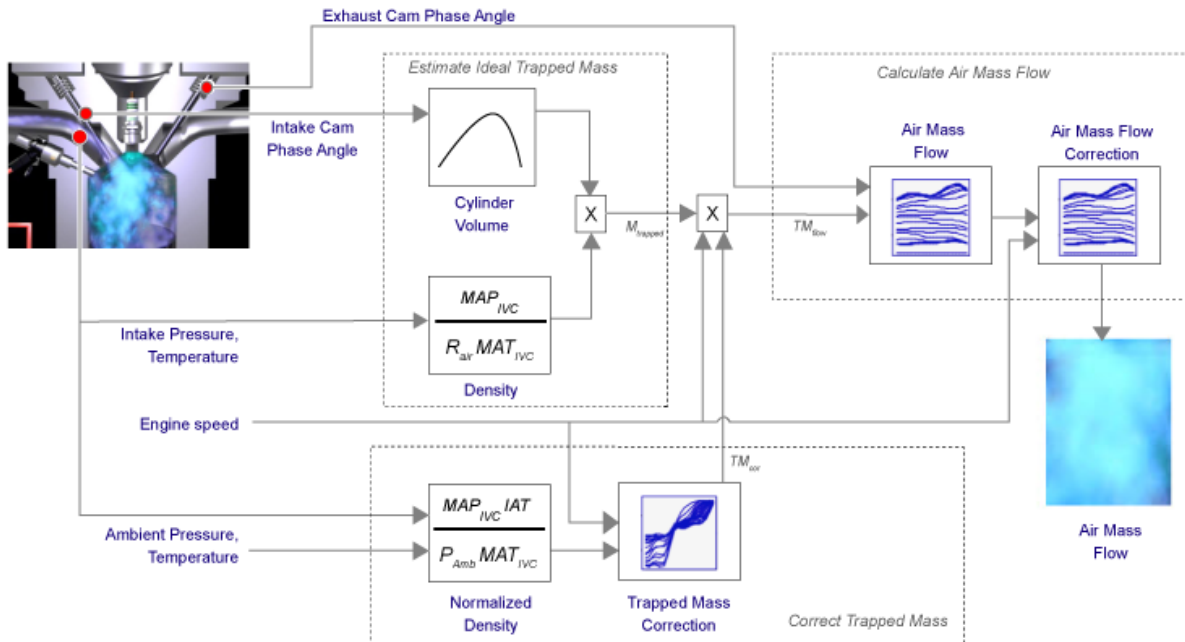 Exhaust Cam Phase Angle
Estimate Ideal Trapped Mass
Calculate Air Mass Flow
Intake Cam
Phase Angle
Cylinder
Volume
Air Mass
Flow
Air Mass Flow
Correction
X
X
M_trapped
TM_flow
MAP_IVC
R_air MAT_IVC
Density
Intake Pressure,
Temperature
Engine speed
TM_cor
MAP_IVC IAT
P_Amb MAT_IVC
Normalized
Density
Ambient Pressure,
Temperature
Trapped Mass
Correction
Correct Trapped Mass
Air Mass
Flow